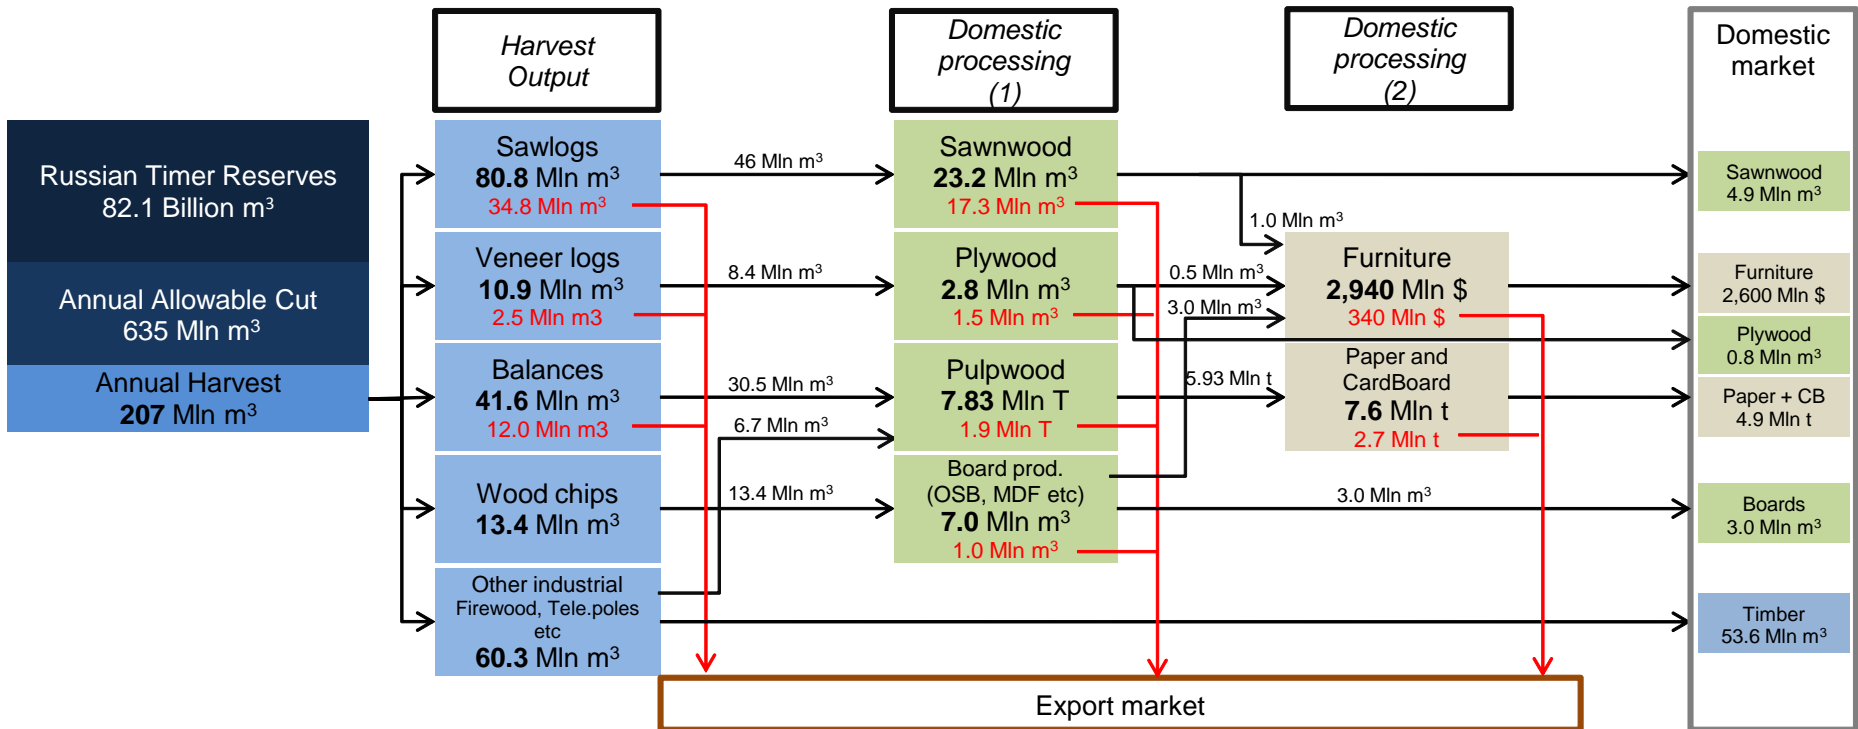 Harvest
Output
Domestic
processing
(1)
Domestic
processing
(2)
Domestic
market
Russian Timer Reserves
82.1 Billion m³
Annual Allowable Cut
635 Mln m³
Annual Harvest
207 Mln m³
Sawlogs
80.8 Mln m³
34.8 Mln m³
Veneer logs
10.9 Mln m³
2.5 Mln m3
Balances
41.6 Mln m³
12.0 Mln m3
Wood chips
13.4 Mln m³
Other industrial
Firewood, Tele.poles
etc
60.3 Mln m³
46 Mln m³
8.4 Mln m³
30.5 Mln m³
6.7 Mln m³
13.4 Mln m³
Sawnwood
23.2 Mln m³
17.3 Mln m³
Plywood
2.8 Mln m³
1.5 Mln m³
Pulpwood
7.83 Mln T
1.9 Mln T
Board prod.
(OSB, MDF etc)
7.0 Mln m³
1.0 Mln m³
1.0 Mln m³
0.5 Mln m³
3.0 Mln m³
5.93 Mln t
3.0 Mln m³
Furniture
2,940 Mln $
340 Mln $
Paper and
CardBoard
7.6 Mln t
2.7 Mln t
Sawnwood
4.9 Mln m³
Furniture
2,600 Mln $
Plywood
0.8 Mln m³
Paper + CB
4.9 Mln t
Boards
3.0 Mln m³
Timber
53.6 Mln m³
Export market